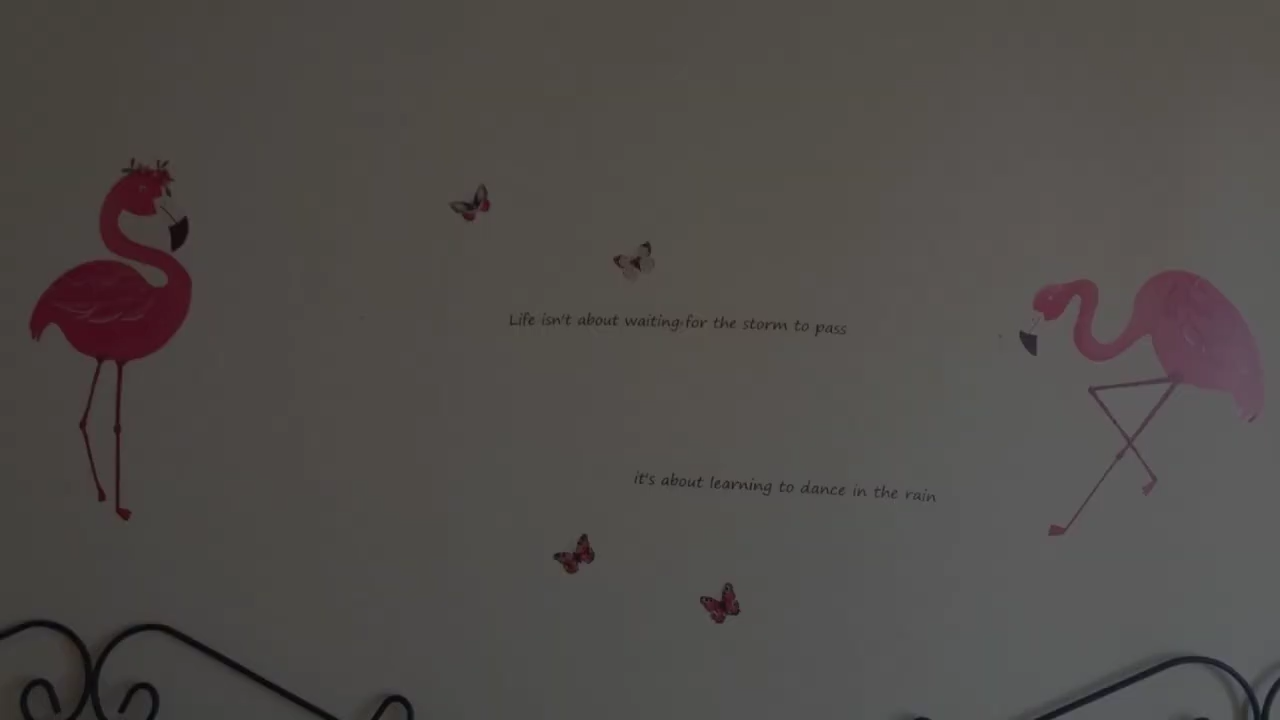 Life isn't about waiting for the storm to pass
it's about learning to dance in the rain